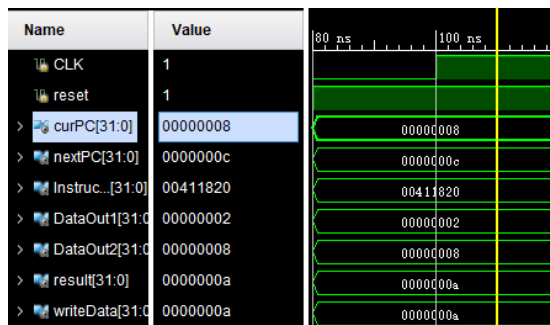 Name Value 80 ns 100 ns
CLK 1
reset 1
curPC[31:0] 00000008 00000008
nextPC[31:0] 0000000c 0000000c
Instruc...[31:0] 00411820 00411820
DataOut1[31:0 00000002 00000002
DataOut2[31:0 00000008 00000008
result[31:0] 0000000a 0000000a
writeData[31:0 0000000a 0000000a